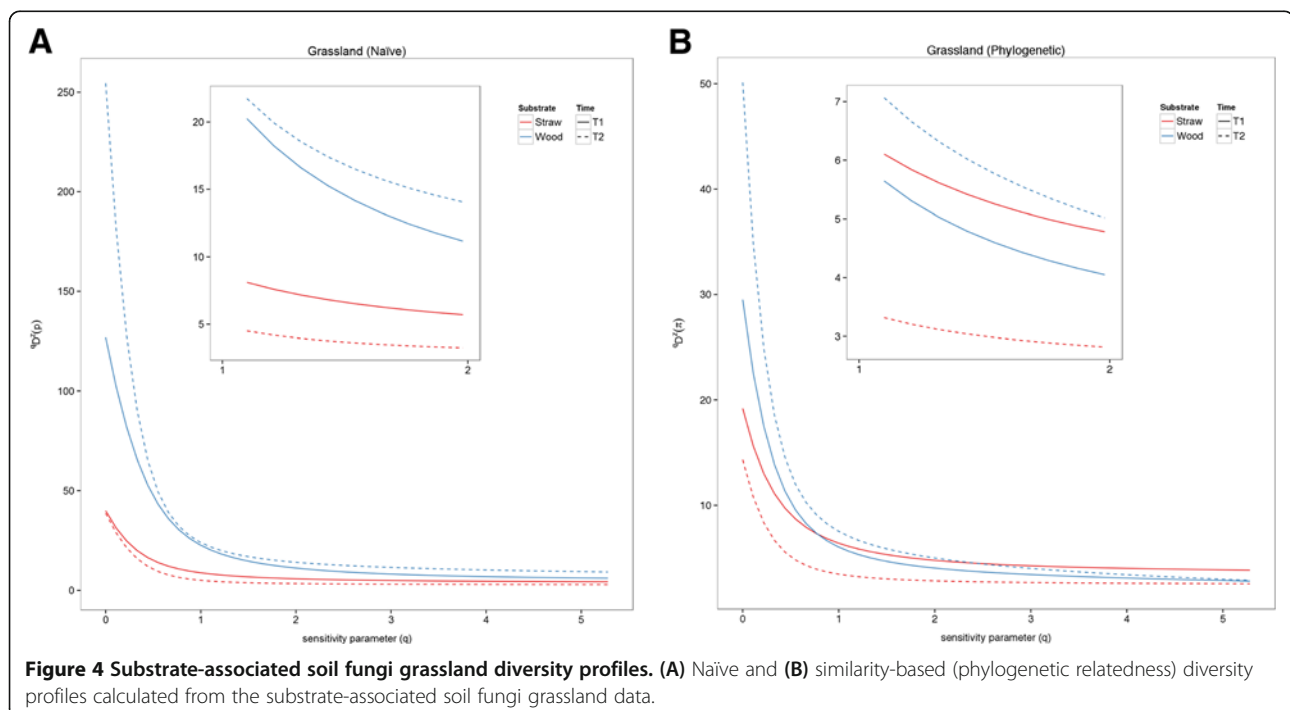 A
Grassland (Naïve)
250
200
150
100
50
0
0
1
2
3
4
5
sensitivity parameter (q)
qDZ(p)
20
15
10
5
1
2
Substrate
Straw
Wood
Time
T1
T2
B
Grassland (Phylogenetic)
50
40
30
20
10
0
1
2
3
4
5
sensitivity parameter (q)
qDZ(π)
7
6
5
4
3
1
2
Substrate
Straw
Wood
Time
T1
T2
Figure 4 Substrate-associated soil fungi grassland diversity profiles. (A) Naïve and (B) similarity-based (phylogenetic relatedness) diversity
profiles calculated from the substrate-associated soil fungi grassland data.